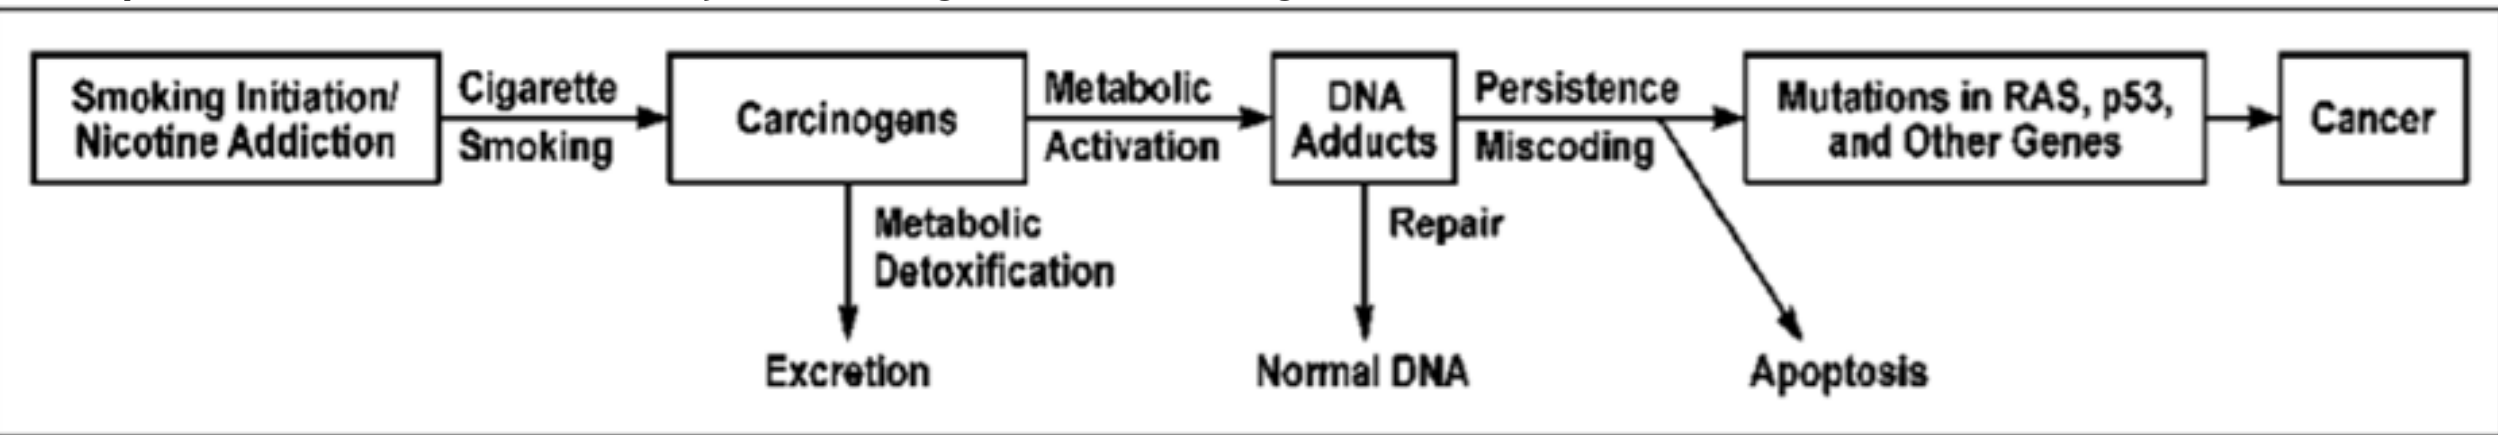 Smoking Initiation/
Nicotine Addiction
Cigarette
Smoking
Carcinogens
Metabolic
Activation
DNA
Adducts
Persistence
Miscoding
Mutations in RAS, p53,
and Other Genes
Cancer
Metabolic
Detoxification
Repair
Excretion
Normal DNA
Apoptosis